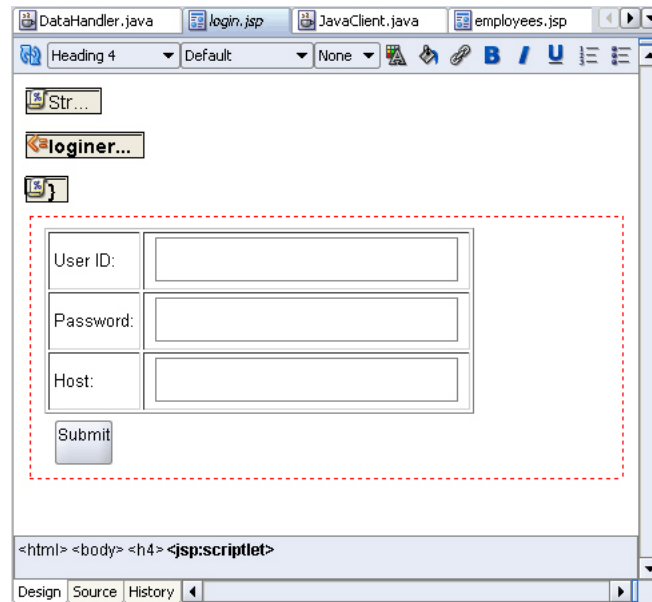 DataHandler.java login.jsp JavaClient.java employees.jsp
Heading 4 Default None B I U
Str...
loginer...
}
User ID:
Password:
Host:
Submit
<html> <body> <h4> <jsp:scriptlet>
Design Source History